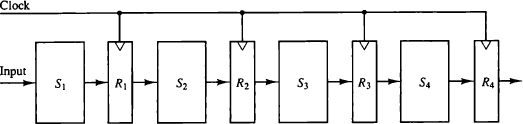 Clock
Input
S1 R1 S2 R2 S3 R3 S4 R4